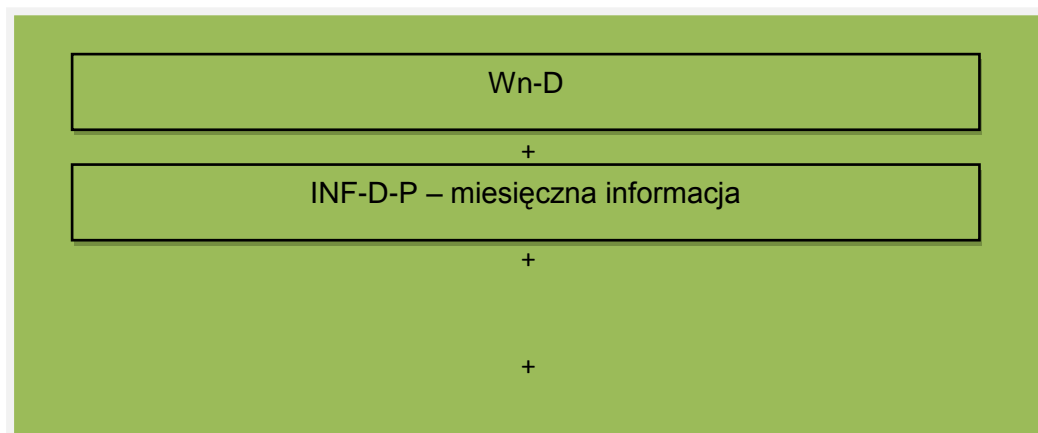 Wn-D
+
INF-D-P – miesięczna informacja
+
+